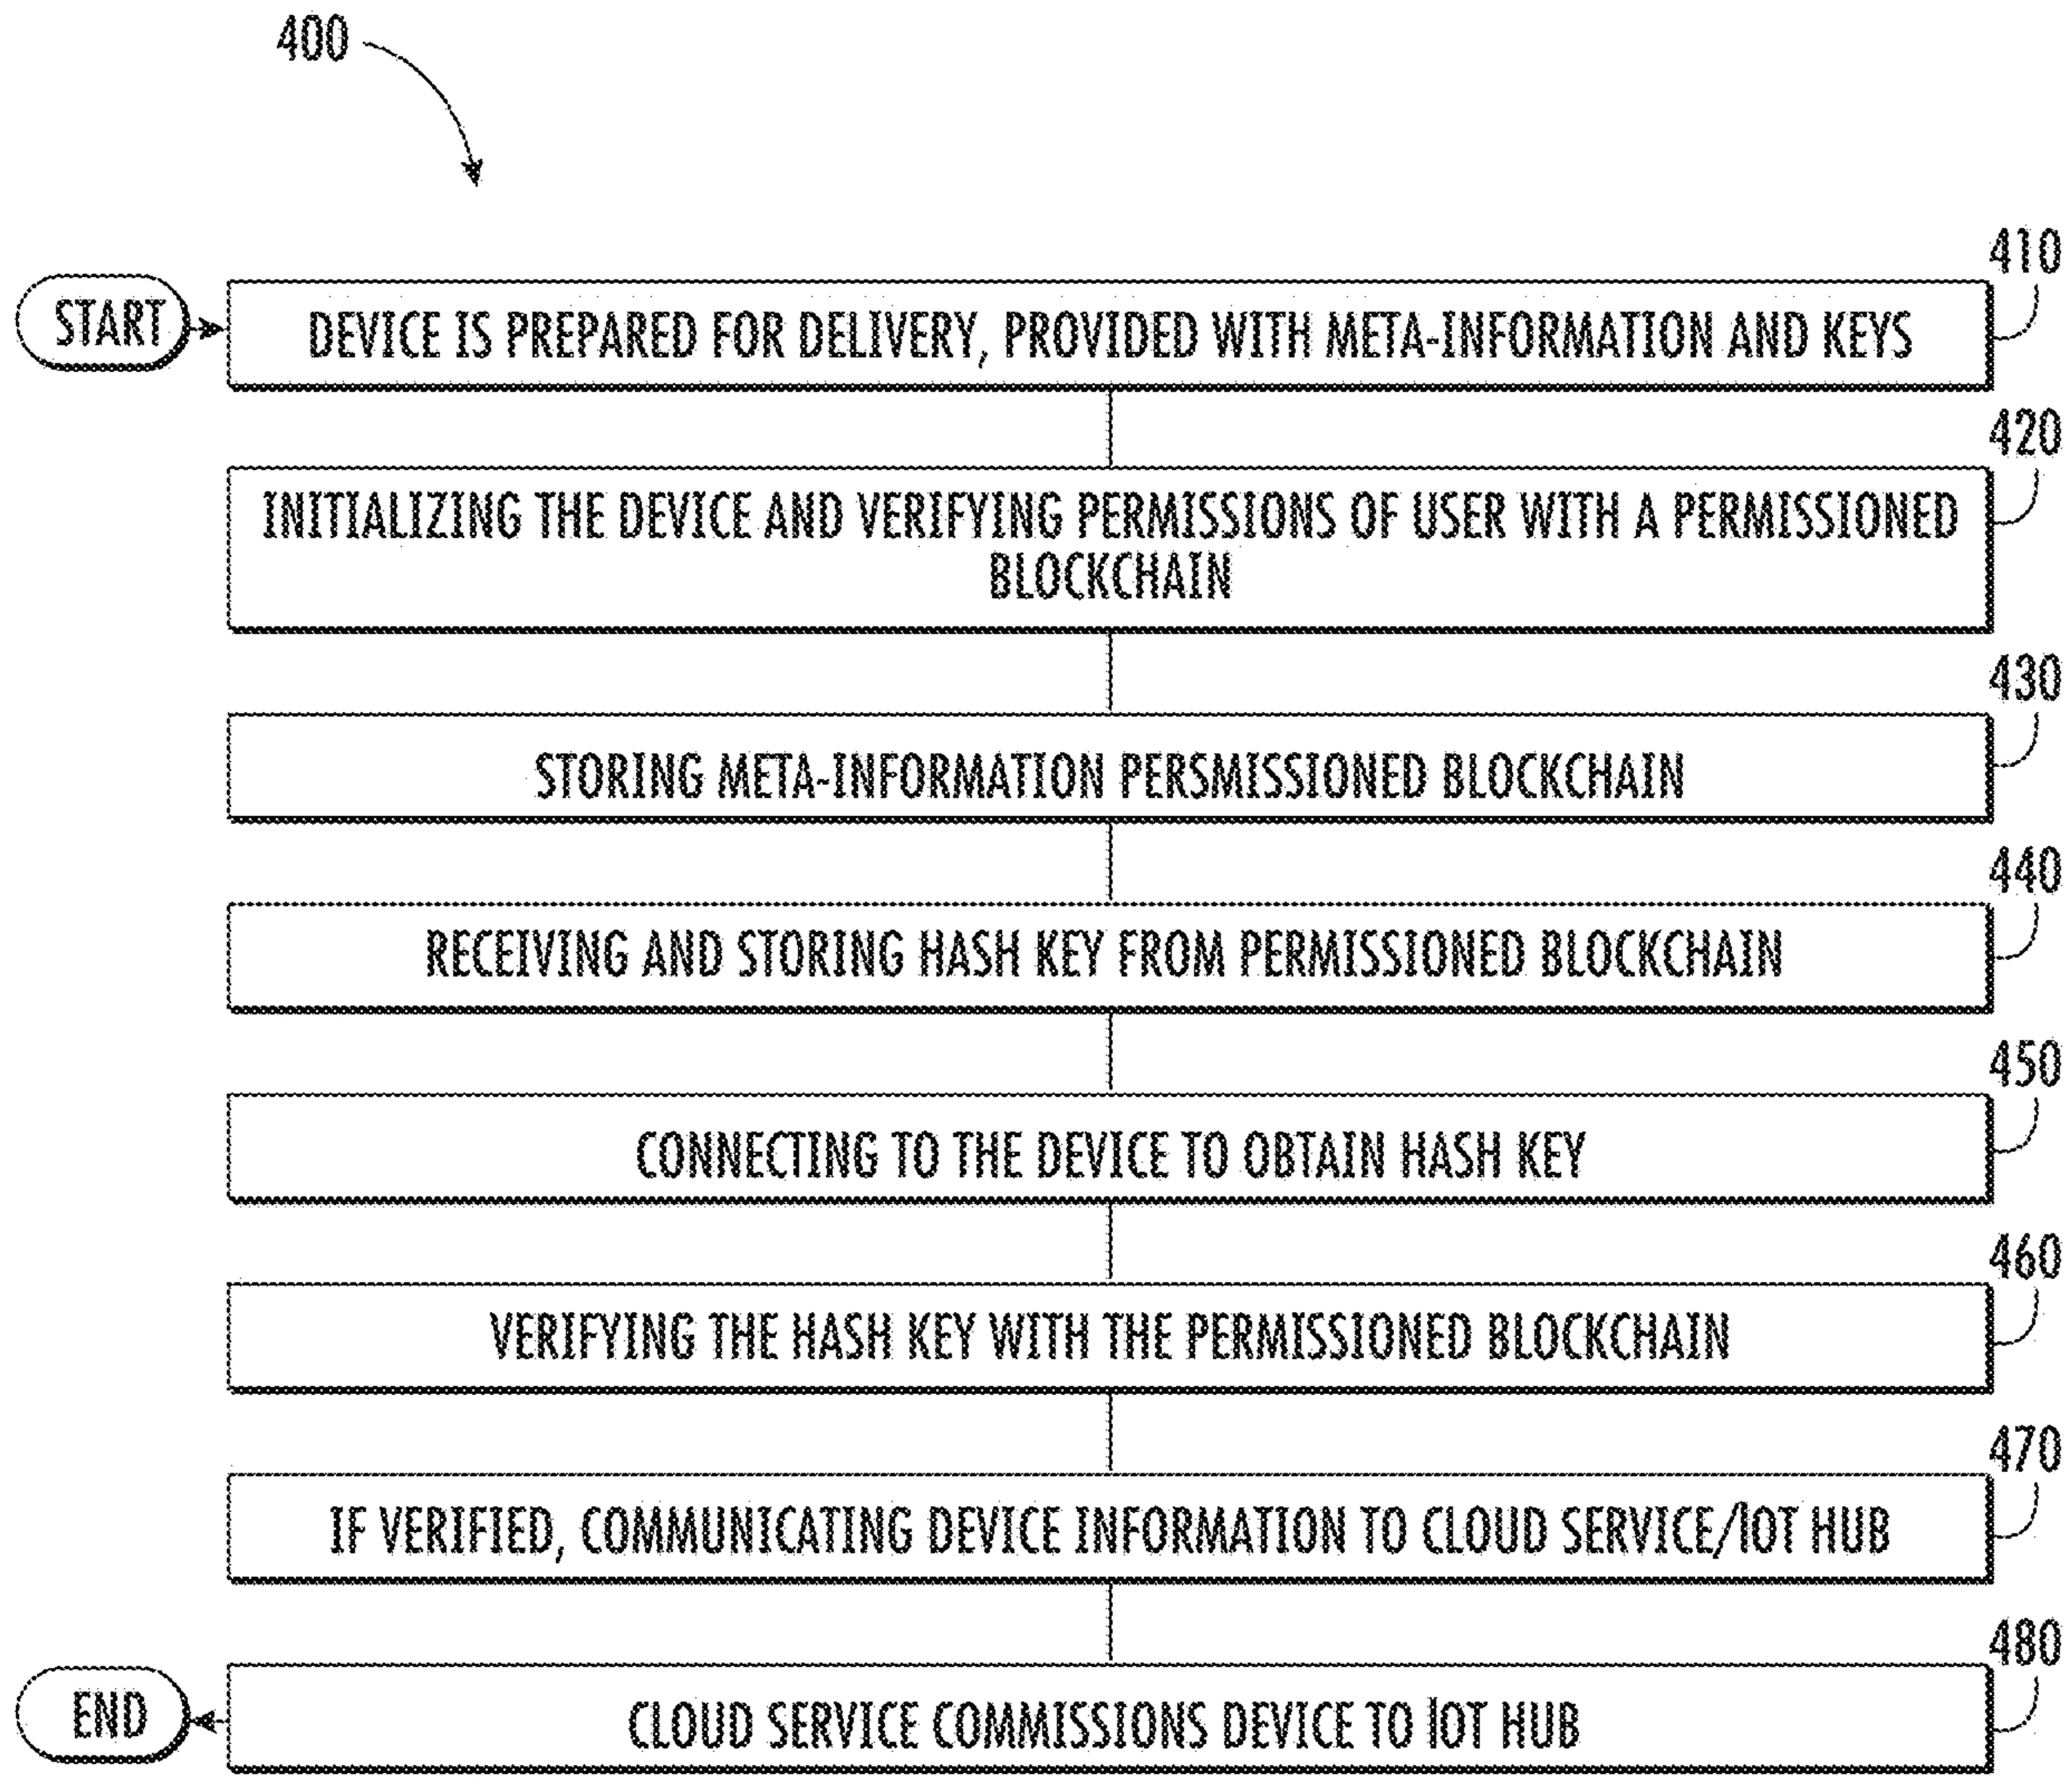 400
410
START
DEVICE IS PREPARED FOR DELIVERY, PROVIDED WITH META-INFORMATION AND KEYS
420
INITIALIZING THE DEVICE AND VERIFYING PERMISSIONS OF USER WITH A PERMISSIONED
BLOCKCHAIN
430
STORING META-INFORMATION PERSMISSIONED BLOCKCHAIN
440
RECEIVING AND STORING HASH KEY FROM PERMISSIONED BLOCKCHAIN
450
CONNECTING TO THE DEVICE TO OBTAIN HASH KEY
460
VERIFYING THE HASH KEY WITH THE PERMISSIONED BLOCKCHAIN
470
IF VERIFIED, COMMUNICATING DEVICE INFORMATION TO CLOUD SERVICE/IOT HUB
480
END
CLOUD SERVICE COMMISSIONS DEVICE TO IOT HUB